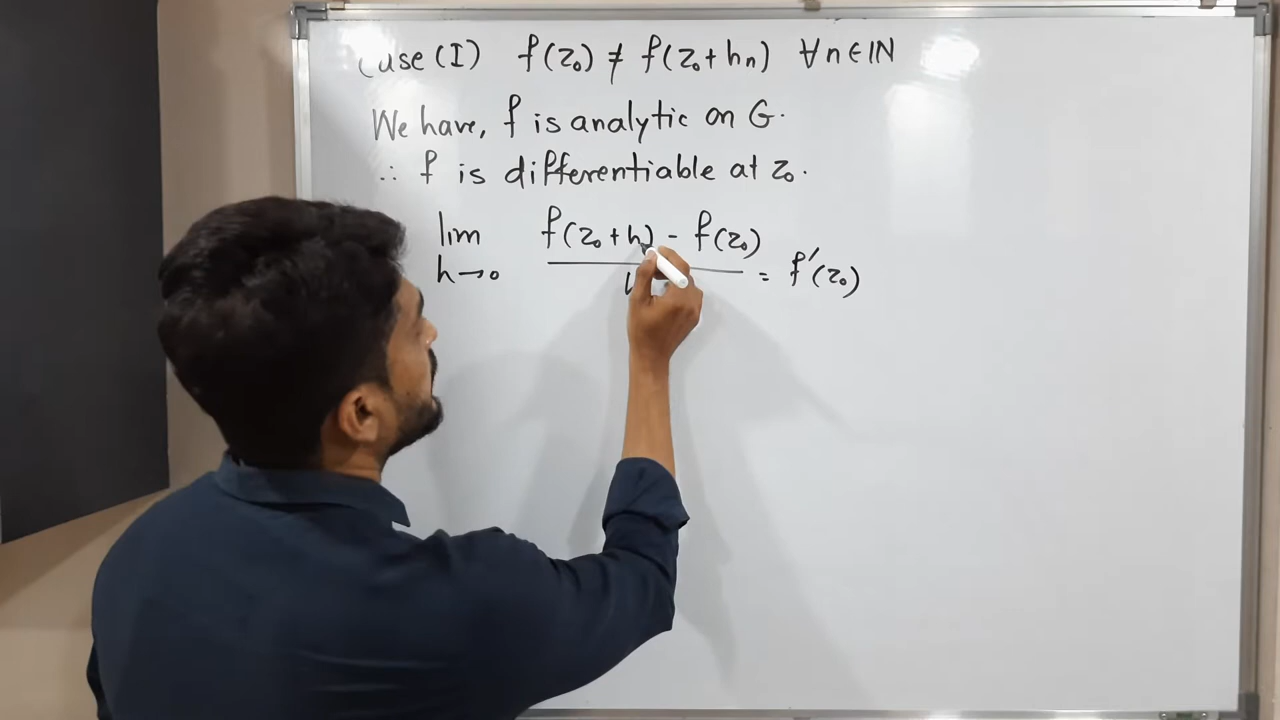 Case (I) f(z₀) ≠ f(z₀+hₙ) ∀n∈ℕ
We have, f is analytic on G.
∴ f is differentiable at z₀.
lim h→0 f(z₀+h) - f(z₀) / h = f′(z₀)